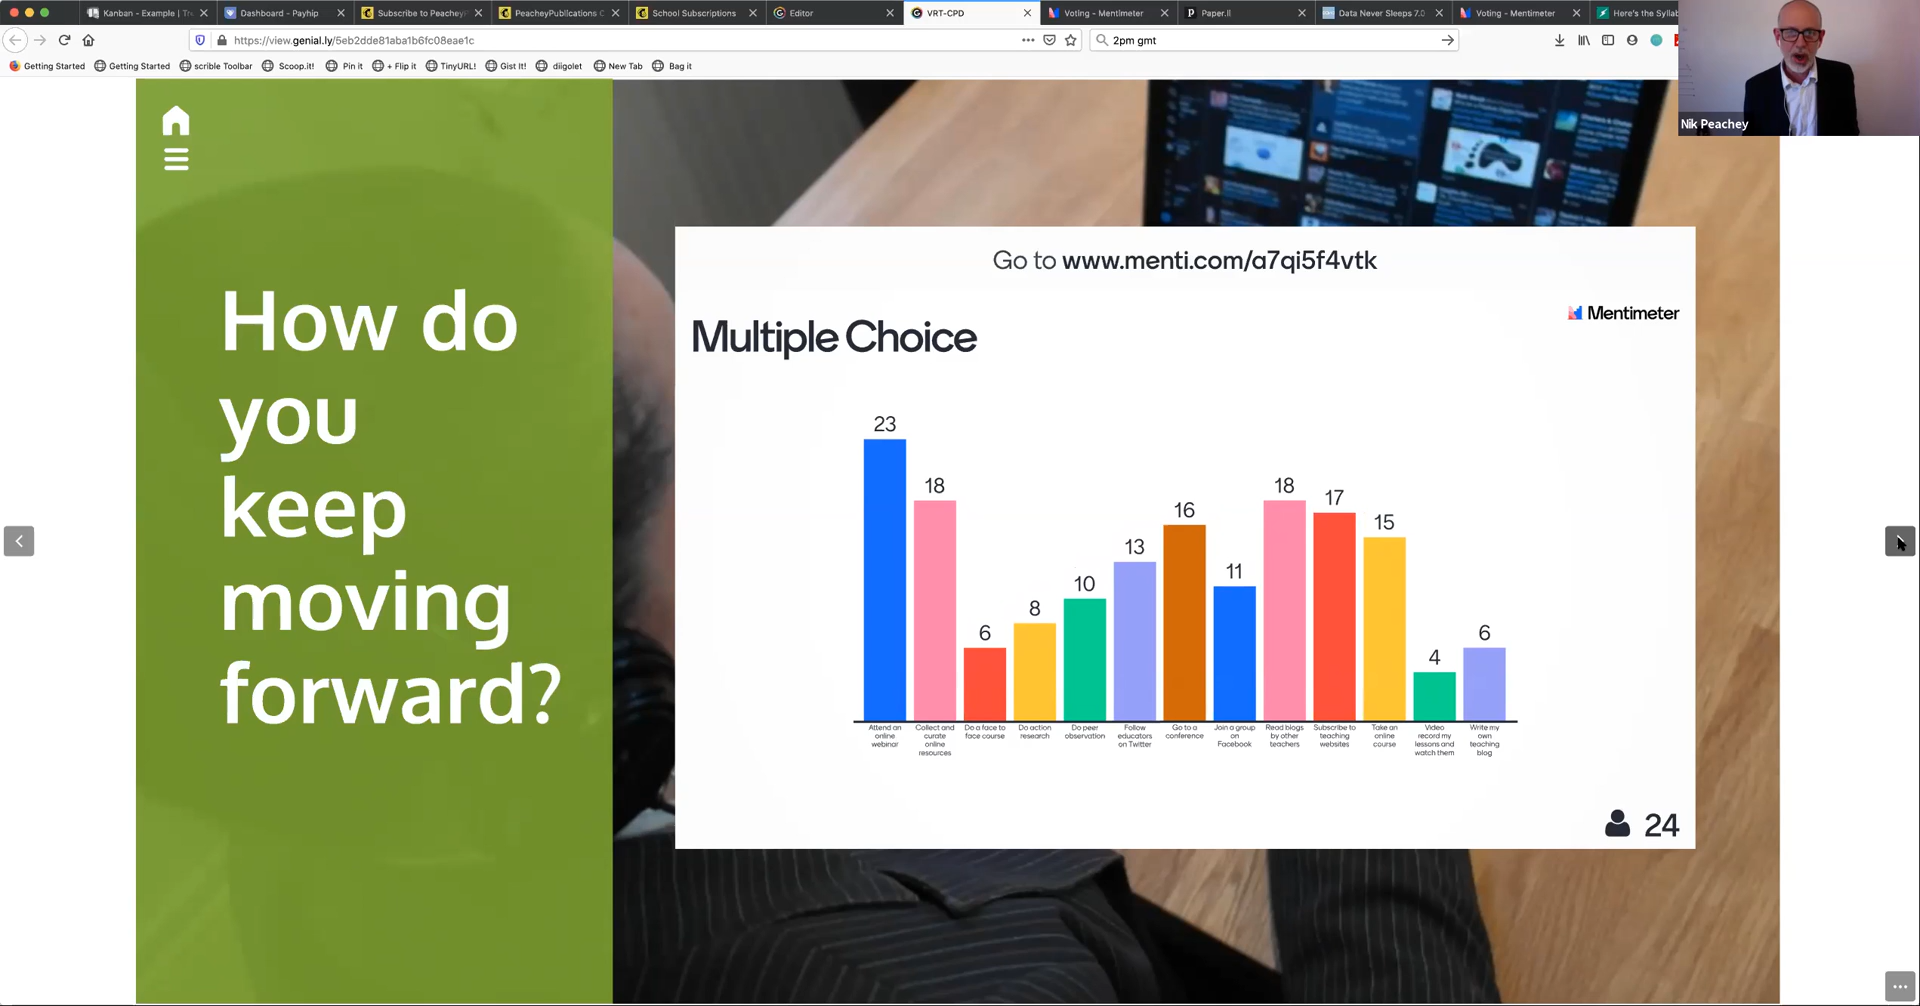 Kanban - Example | Tr
Dashboard - Payhip
Subscribe to PeacheyP
PeacheyPublications C
School Subscriptions
Editor
VRT-CPD
Voting - Mentimeter
Paper.li
Data Never Sleeps 7.0
Voting - Mentimeter
Here's the Syllab
https://view.genial.ly/5eb2dde81aba1b6fc08eae1c
2pm gmt
Getting Started
Getting Started
scrible Toolbar
Scoop.it!
Pin it
+ Flip it
TinyURL!
Gist It!
diigolet
New Tab
Bag it
Nik Peachey
How do
you
keep
moving
forward?
Go to www.menti.com/a7qi5f4vtk
Mentimeter
Multiple Choice
23
18
6
8
10
13
16
11
18
17
15
4
6
Attend an
online
webinar
Collect and
curate
online
resources
Do a face to
face course
Do action
research
Do peer
observation
Follow
educators
on Twitter
Go to a
conference
Join a group
on
Facebook
Read blogs
by other
teachers
Subscribe to
teaching
websites
Take an
online
course
Video
record my
lessons and
watch them
Write my
own
teaching
blog
24